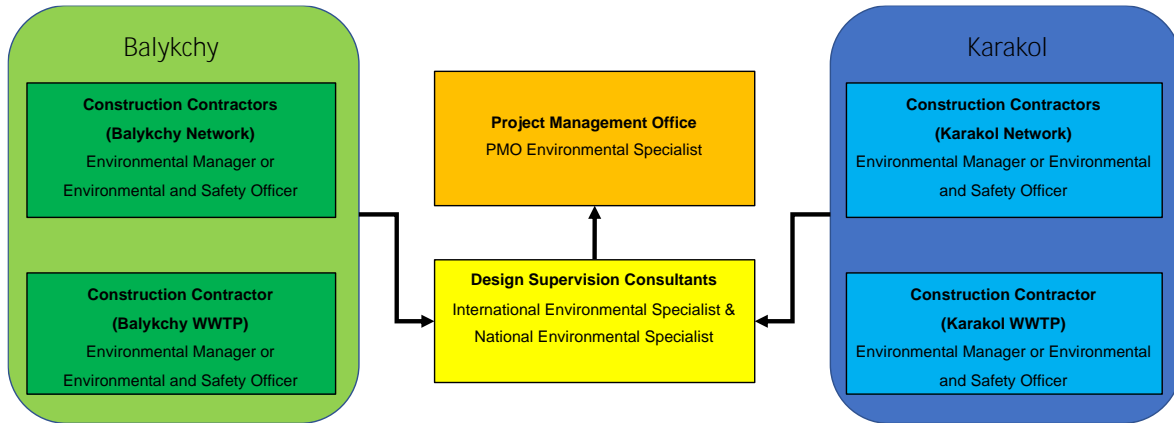 Balykchy
Construction Contractors
(Balykchy Network)
Environmental Manager or
Environmental and Safety Officer
Construction Contractor
(Balykchy WWTP)
Environmental Manager or
Environmental and Safety Officer
Project Management Office
PMO Environmental Specialist
Design Supervision Consultants
International Environmental Specialist &
National Environmental Specialist
Karakol
Construction Contractors
(Karakol Network)
Environmental Manager or Environmental
and Safety Officer
Construction Contractor
(Karakol WWTP)
Environmental Manager or Environmental
and Safety Officer